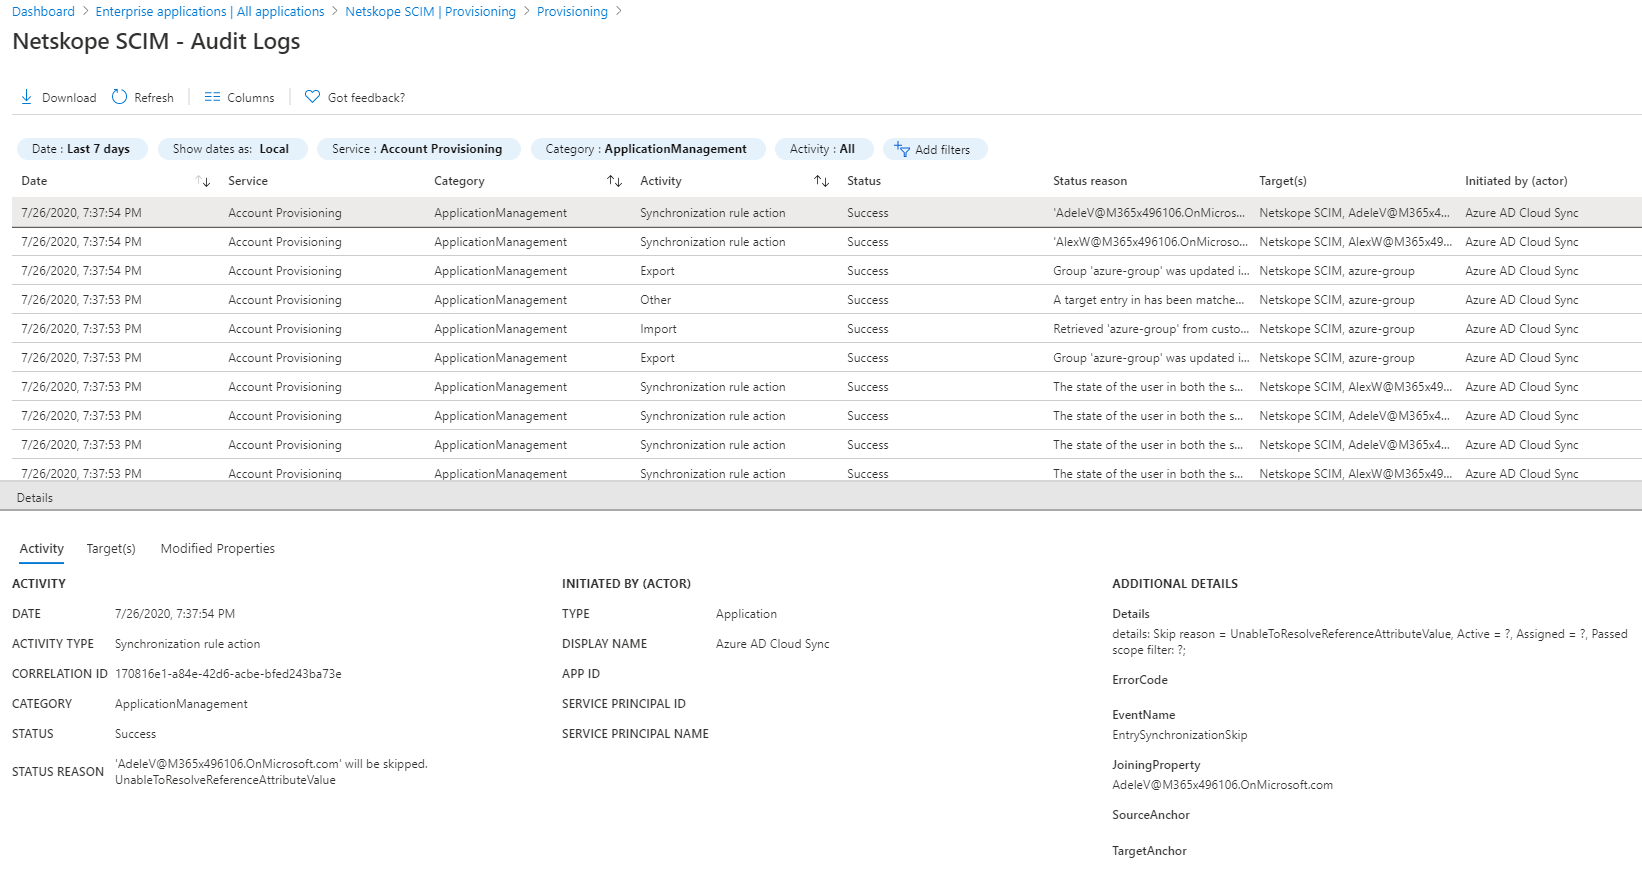 Dashboard > Enterprise applications | All applications > Netskope SCIM | Provisioning > Provisioning >
Netskope SCIM - Audit Logs
Download Refresh Columns Got feedback?
Date : Last 7 days Show dates as: Local Service : Account Provisioning Category : ApplicationManagement Activity : All Add filters
Date Service Category Activity Status Status reason Target(s) Initiated by (actor)
7/26/2020, 7:37:54 PM Account Provisioning ApplicationManagement Synchronization rule action Success 'AdeleV@M365x496106.OnMicros... Netskope SCIM, AdeleV@M365x4... Azure AD Cloud Sync
7/26/2020, 7:37:54 PM Account Provisioning ApplicationManagement Synchronization rule action Success 'AlexW@M365x496106.OnMicroso... Netskope SCIM, AlexW@M365x49... Azure AD Cloud Sync
7/26/2020, 7:37:54 PM Account Provisioning ApplicationManagement Export Success Group 'azure-group' was updated i... Netskope SCIM, azure-group Azure AD Cloud Sync
7/26/2020, 7:37:53 PM Account Provisioning ApplicationManagement Other Success A target entry in has been matche... Netskope SCIM, azure-group Azure AD Cloud Sync
7/26/2020, 7:37:53 PM Account Provisioning ApplicationManagement Import Success Retrieved 'azure-group' from custo... Netskope SCIM, azure-group Azure AD Cloud Sync
7/26/2020, 7:37:53 PM Account Provisioning ApplicationManagement Export Success Group 'azure-group' was updated i... Netskope SCIM, azure-group Azure AD Cloud Sync
7/26/2020, 7:37:53 PM Account Provisioning ApplicationManagement Synchronization rule action Success The state of the user in both the s... Netskope SCIM, AlexW@M365x49... Azure AD Cloud Sync
7/26/2020, 7:37:53 PM Account Provisioning ApplicationManagement Synchronization rule action Success The state of the user in both the s... Netskope SCIM, AdeleV@M365x4... Azure AD Cloud Sync
7/26/2020, 7:37:53 PM Account Provisioning ApplicationManagement Synchronization rule action Success The state of the user in both the s... Netskope SCIM, AdeleV@M365x4... Azure AD Cloud Sync
7/26/2020, 7:37:53 PM Account Provisioning ApplicationManagement Synchronization rule action Success The state of the user in both the s... Netskope SCIM, AlexW@M365x49... Azure AD Cloud Sync
Details
Activity Target(s) Modified Properties
ACTIVITY
DATE 7/26/2020, 7:37:54 PM
ACTIVITY TYPE Synchronization rule action
CORRELATION ID 170816e1-a84e-42d6-acbe-bfed243ba73e
CATEGORY ApplicationManagement
STATUS Success
STATUS REASON 'AdeleV@M365x496106.OnMicrosoft.com' will be skipped.
UnableToResolveReferenceAttributeValue
INITIATED BY (ACTOR)
TYPE Application
DISPLAY NAME Azure AD Cloud Sync
APP ID
SERVICE PRINCIPAL ID
SERVICE PRINCIPAL NAME
ADDITIONAL DETAILS
Details
details: Skip reason = UnableToResolveReferenceAttributeValue, Active = ?, Assigned = ?, Passed
scope filter: ?;
ErrorCode
EventName
EntrySynchronizationSkip
JoiningProperty
AdeleV@M365x496106.OnMicrosoft.com
SourceAnchor
TargetAnchor